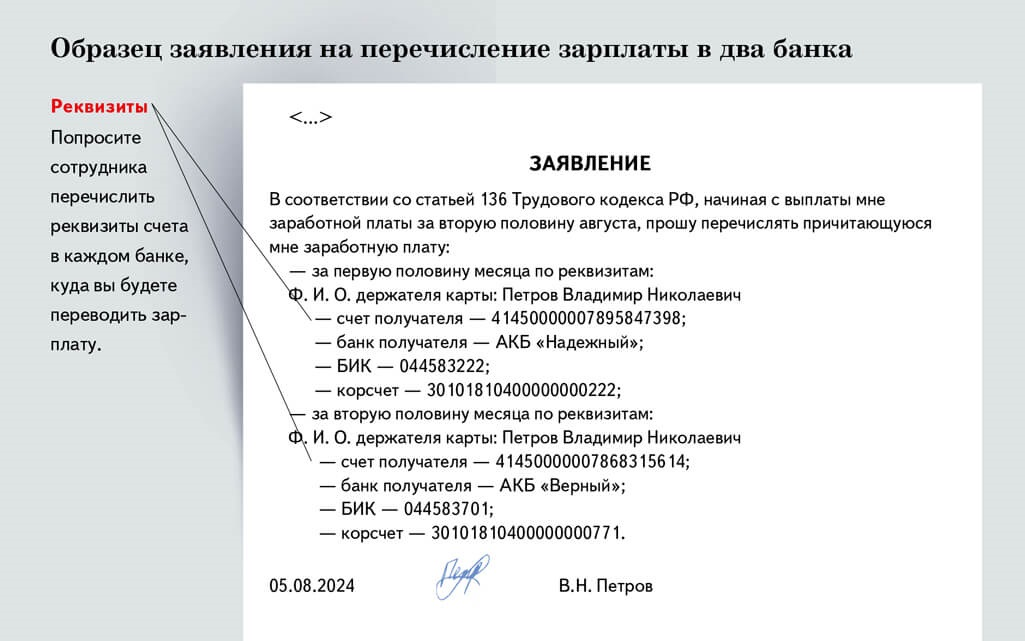 Образец заявления на перечисление зарплаты в два банка
Реквизиты
Попросите
сотрудника
перечислить
реквизиты счета
в каждом банке,
куда вы будете
переводить зар-
плату.
<...>
ЗАЯВЛЕНИЕ
В соответствии со статьей 136 Трудового кодекса РФ, начиная с выплаты мне
заработной платы за вторую половину августа, прошу перечислять причитающуюся
мне заработную плату:
— за первую половину месяца по реквизитам:
Ф. И. О. держателя карты: Петров Владимир Николаевич
— счет получателя — 41450000007895847398;
— банк получателя — АКБ «Надежный»;
— БИК — 044583222;
— корсчет — 30101810400000000222;
— за вторую половину месяца по реквизитам:
Ф. И. О. держателя карты: Петров Владимир Николаевич
— счет получателя — 41450000007868315614;
— банк получателя — АКБ «Верный»;
— БИК — 044583701;
— корсчет — 30101810400000000771.
05.08.2024 В.Н. Петров